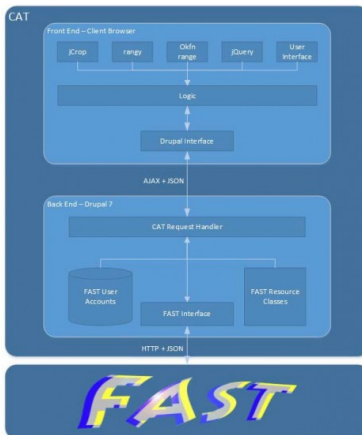 CAT
Front End – Client Browser
jCrop
rangy
Okfn
range
jQuery
User
Interface
Logic
Drupal Interface
AJAX + JSON
Back End – Drupal 7
CAT Request Handler
FAST User
Accounts
FAST Interface
FAST Resource
Classes
HTTP + JSON
FAST